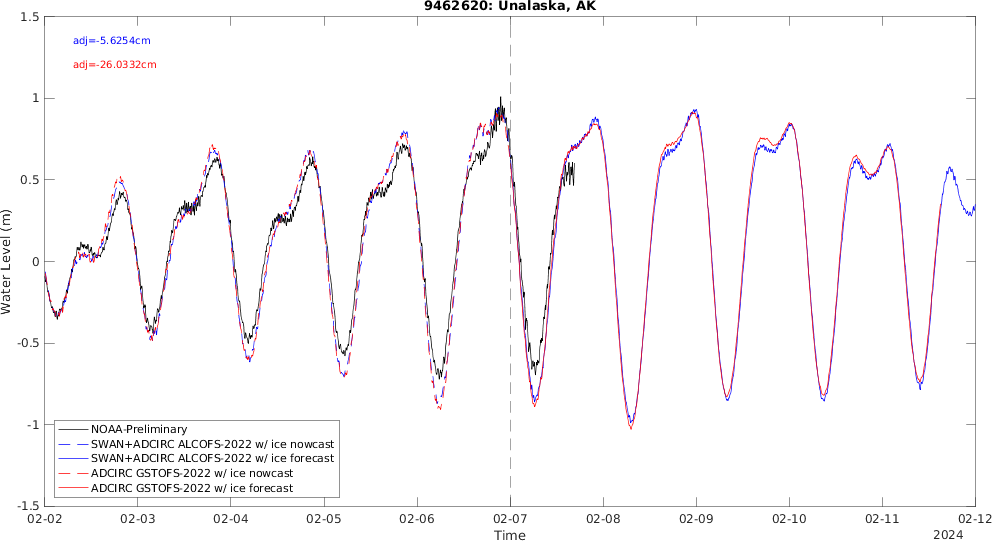 9462620: Unalaska, AK
adj=-5.6254cm
adj=-26.0332cm
Water Level (m)
1.5
1
0.5
0
-0.5
-1
-1.5
NOAA-Preliminary
SWAN+ADCIRC ALCOFS-2022 w/ ice nowcast
SWAN+ADCIRC ALCOFS-2022 w/ ice forecast
ADCIRC GSTOFS-2022 w/ ice nowcast
ADCIRC GSTOFS-2022 w/ ice forecast
02-02 02-03 02-04 02-05 02-06 02-07 02-08 02-09 02-10 02-11 02-12
Time
2024